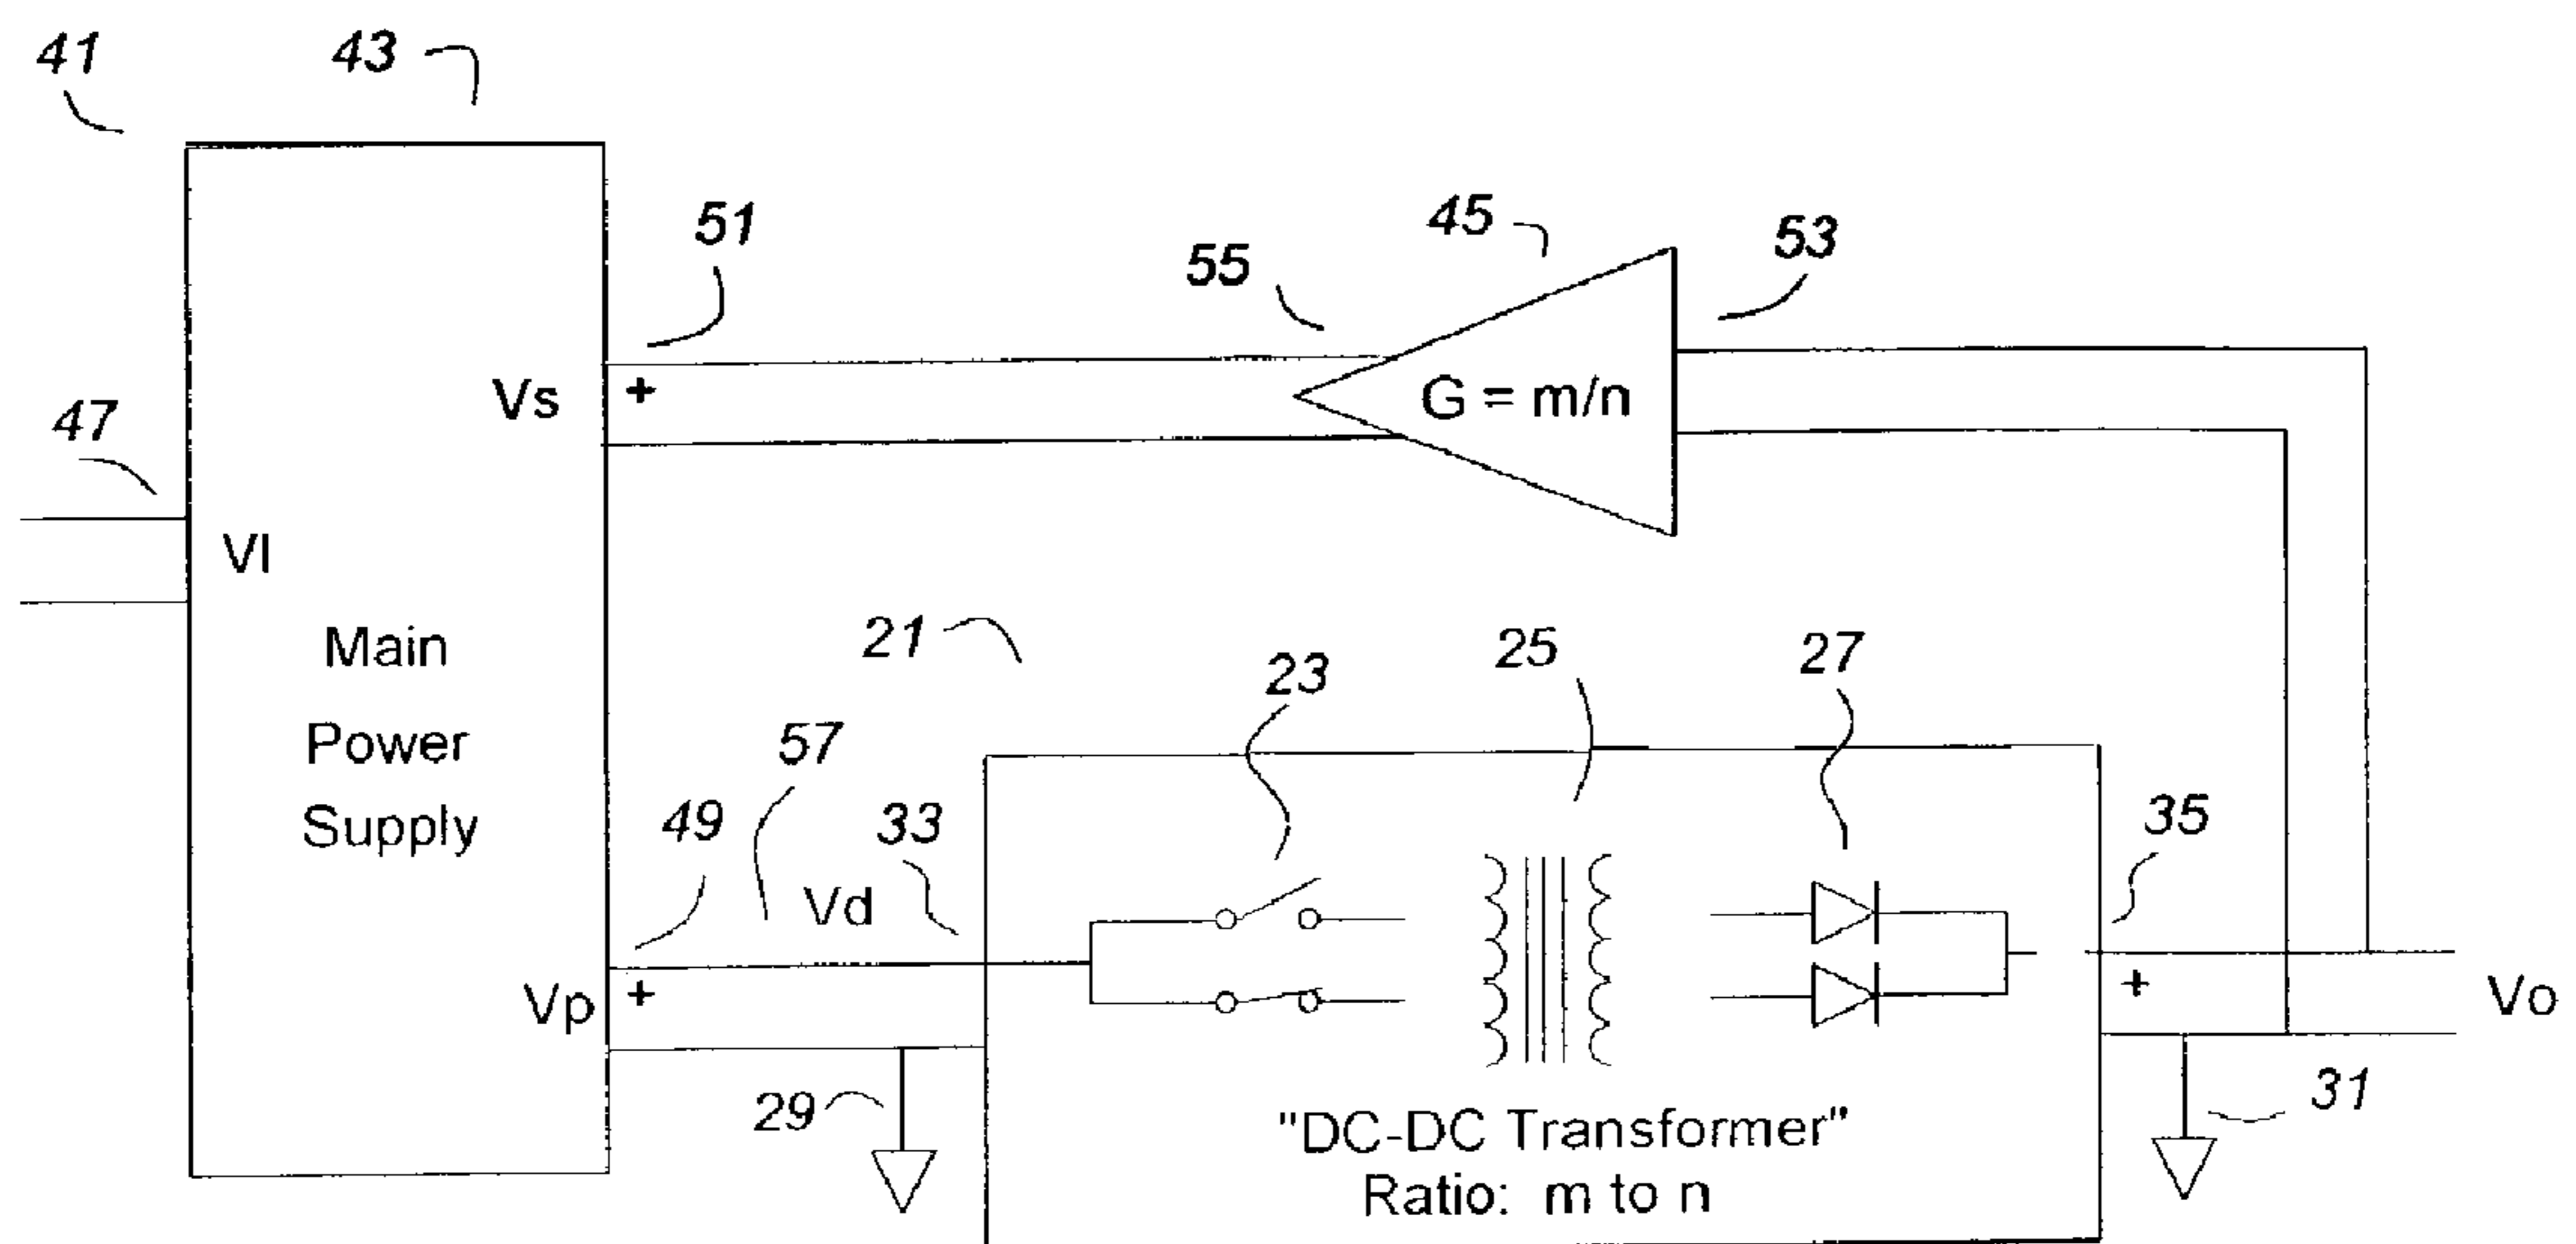 41
43
51
45
53
55
Vs
+
G = m/n
47
VI
Main
Power
Supply
21
23
25
27
57
49
33
35
Vd
Vp
+
+
Vo
29
31
"DC-DC Transformer"
Ratio: m to n